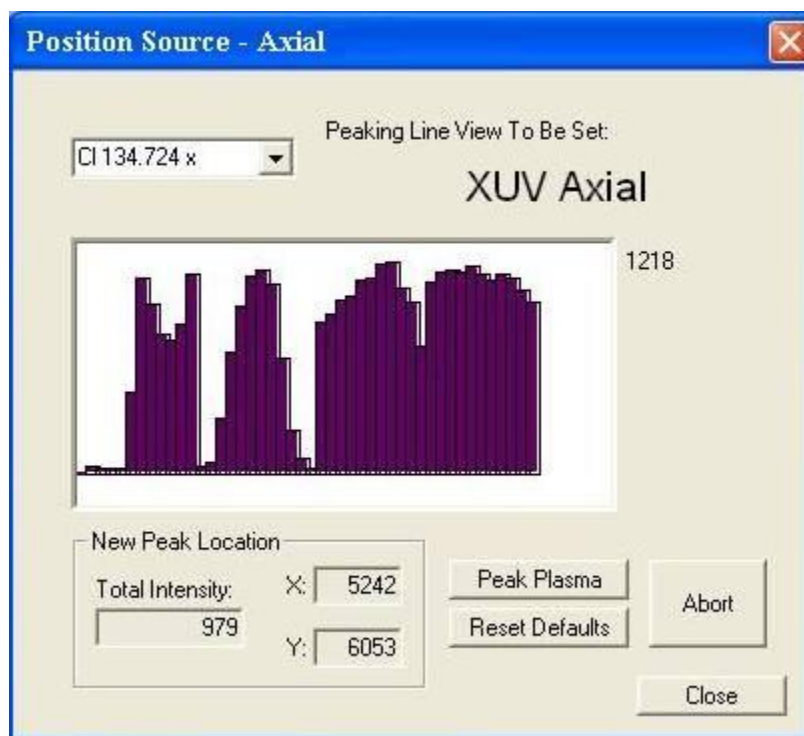 Position Source - Axial
Peaking Line View To Be Set:
Cl 134.724 x
XUV Axial
1218
New Peak Location
Total Intensity:
979
X: 5242
Y: 6053
Peak Plasma
Reset Defaults
Abort
Close